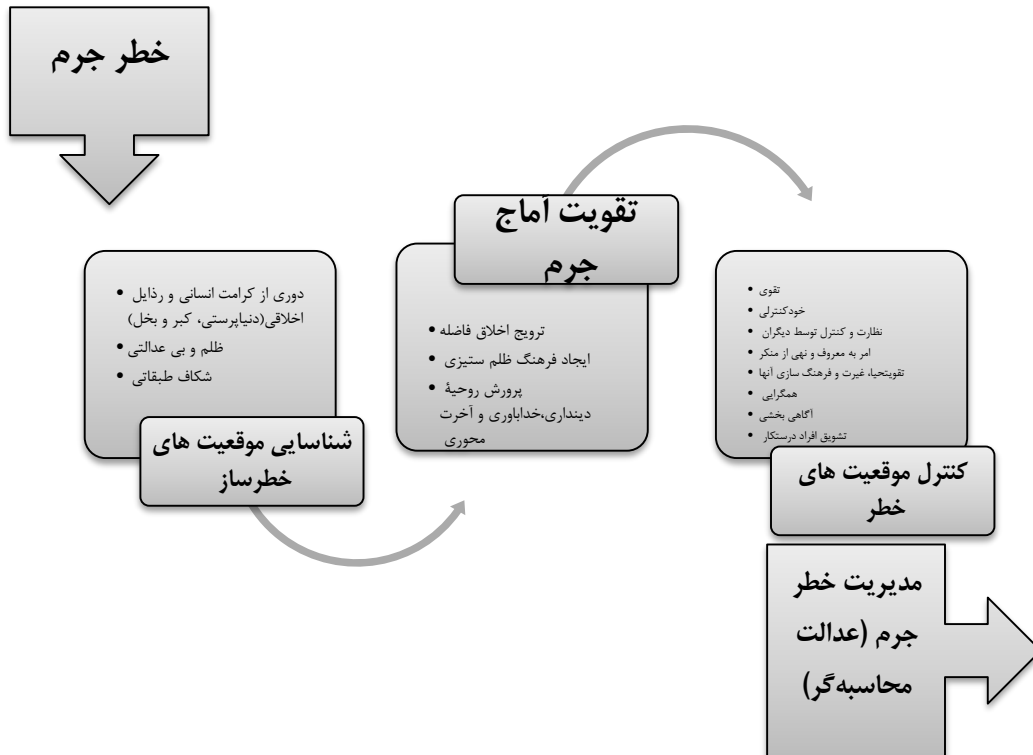 خطر جرم
دوری از کرامت انسانی و رذایل
اخلاقی(دنیاپرستی، کبر و بخل)
ظلم و بی عدالتی
شکاف طبقاتی
شناسایی موقعیت های
خطرساز
تقویت آماج
جرم
ترویج اخلاق فاضله
ایجاد فرهنگ ظلم ستیزی
پرورش روحیهٔ
دینداری،خداباوری و آخرت
محوری
تقوی
خودکنترلی
نظارت و کنترل توسط دیگران
امر به معروف و نهی از منکر
تقویتحیا، غیرت و فرهنگ سازی آنها
همگرایی
آگاهی بخشی
تشویق افراد درستکار
کنترل موقعیت های
خطر
مدیریت خطر
جرم (عدالت
محاسبه‌گر)